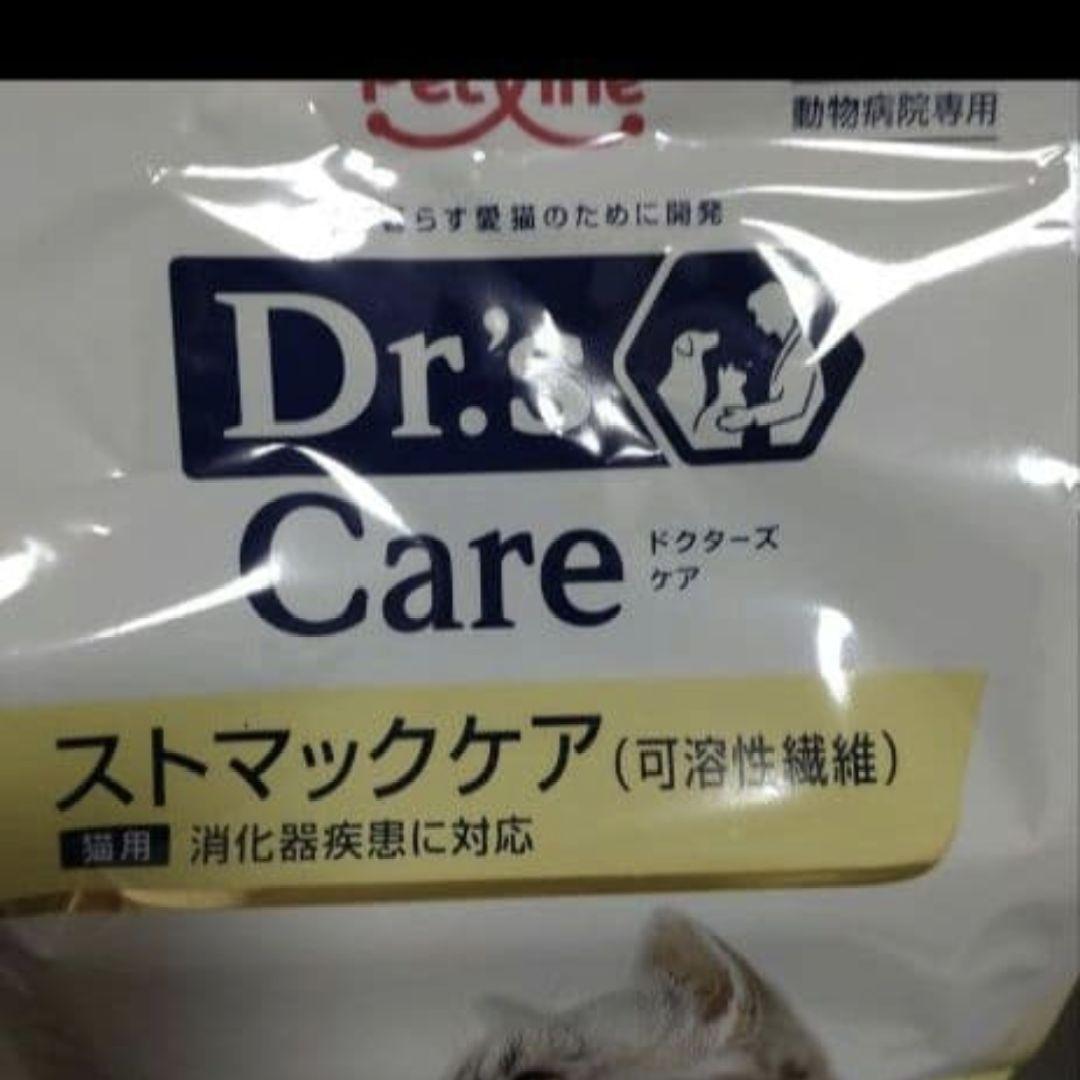 Petline
動物病院専用
らす愛猫のために開発
Dr.'s
Care
ドクターズ
ケア
ストマックケア(可溶性繊維)
猫用 消化器疾患に対応